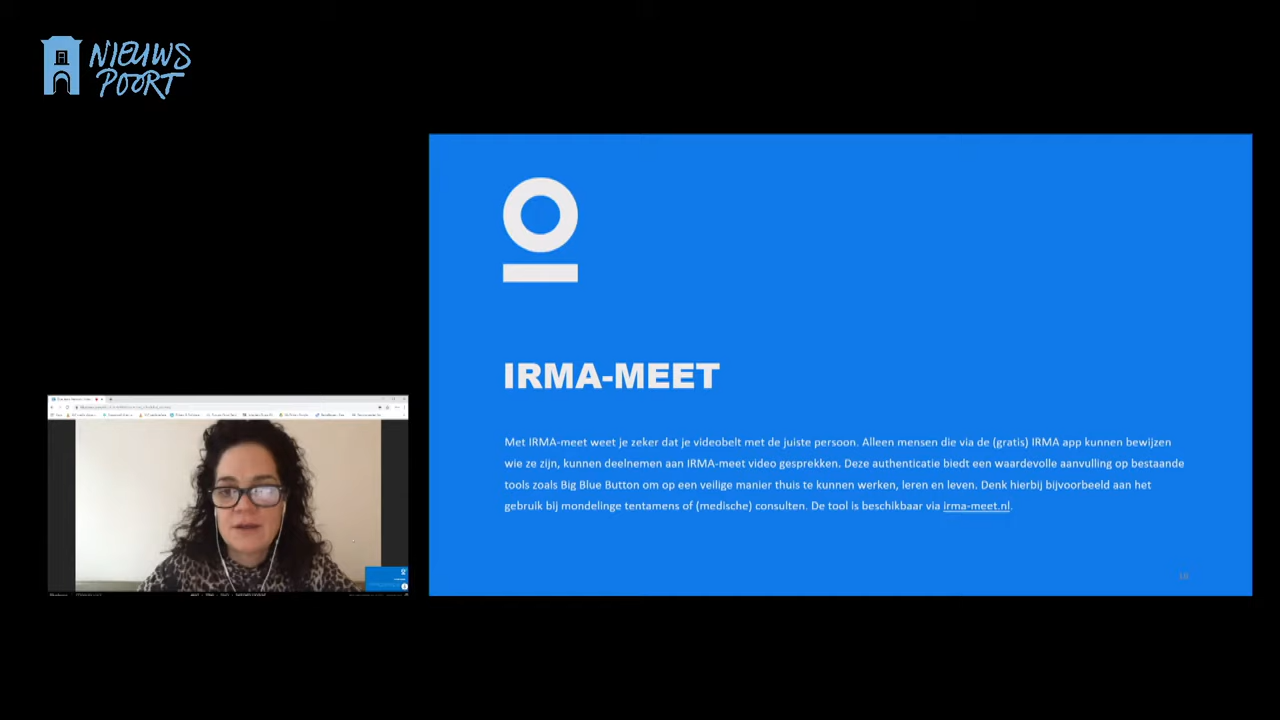 NIEUWS
POORT
IRMA-MEET
Met IRMA-meet weet je zeker dat je videobelt met de juiste persoon. Alleen mensen die via de (gratis) IRMA app kunnen bewijzen
wie ze zijn, kunnen deelnemen aan IRMA-meet video gesprekken. Deze authenticatie biedt een waardevolle aanvulling op bestaande
tools zoals Big Blue Button om op een veilige manier thuis te kunnen werken, leren en leven. Denk hierbij bijvoorbeeld aan het
gebruik bij mondelinge tentamens of (medische) consulten. De tool is beschikbaar via irma-meet.nl.